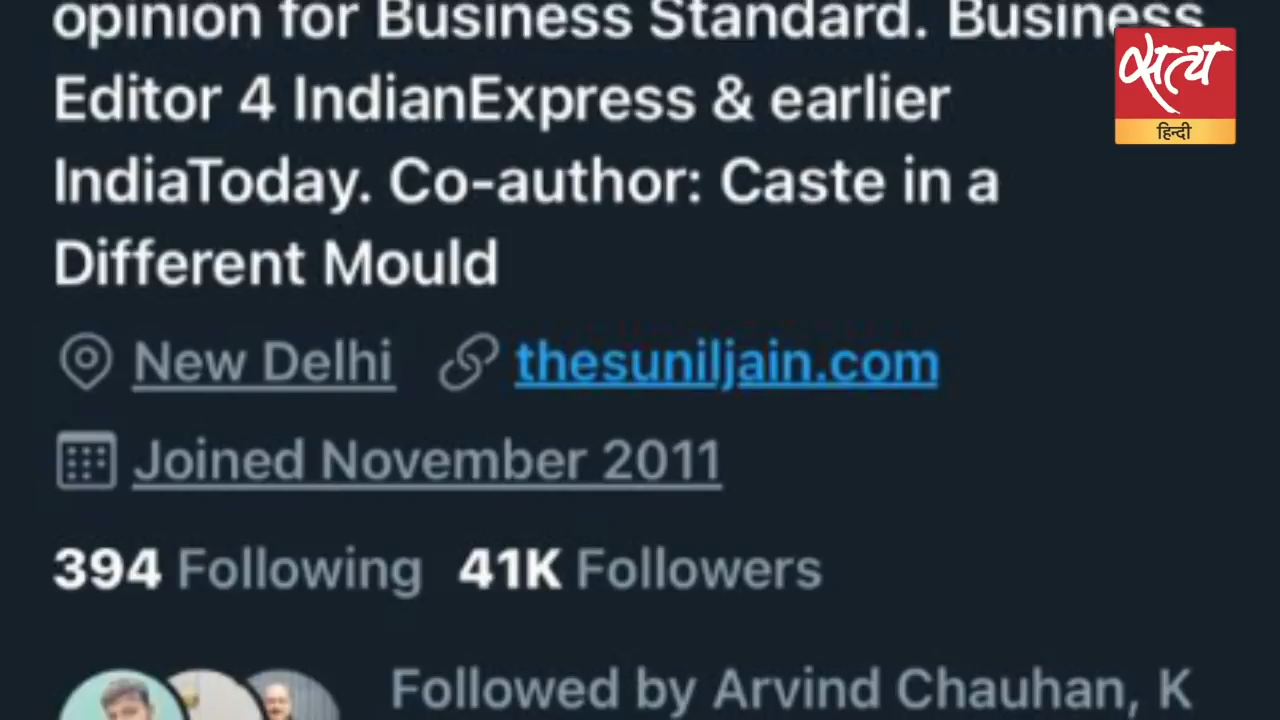 opinion for Business Standard. Business
Editor 4 IndianExpress & earlier
IndiaToday. Co-author: Caste in a
Different Mould
New Delhi thesuniljain.com
Joined November 2011
394 Following 41K Followers
Followed by Arvind Chauhan, K
सत्य
हिन्दी